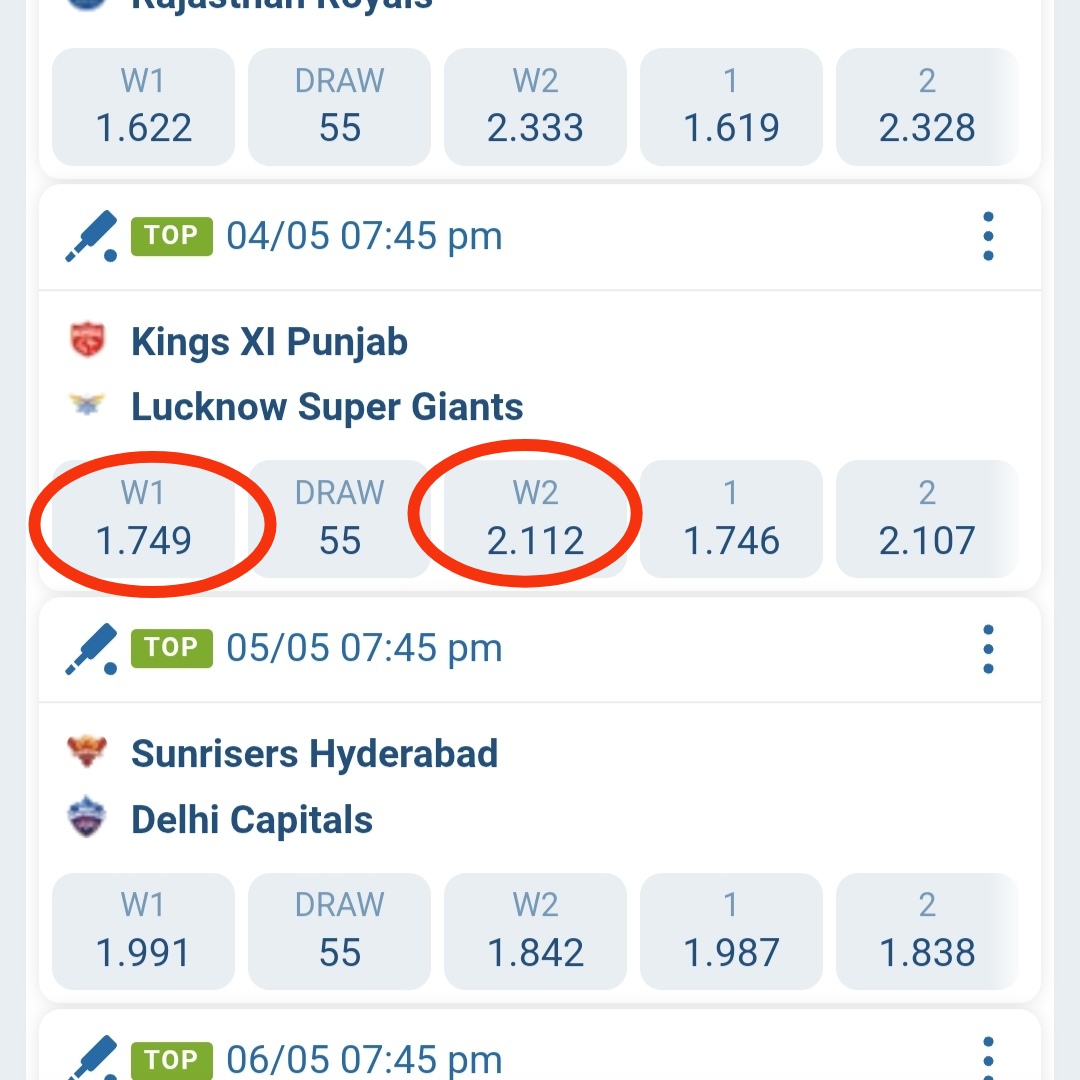 Rajasthan Royals
W1 DRAW W2 1 2
1.622 55 2.333 1.619 2.328
TOP 04/05 07:45 pm
Kings XI Punjab
Lucknow Super Giants
W1 DRAW W2 1 2
1.749 55 2.112 1.746 2.107
TOP 05/05 07:45 pm
Sunrisers Hyderabad
Delhi Capitals
W1 DRAW W2 1 2
1.991 55 1.842 1.987 1.838
TOP 06/05 07:45 pm